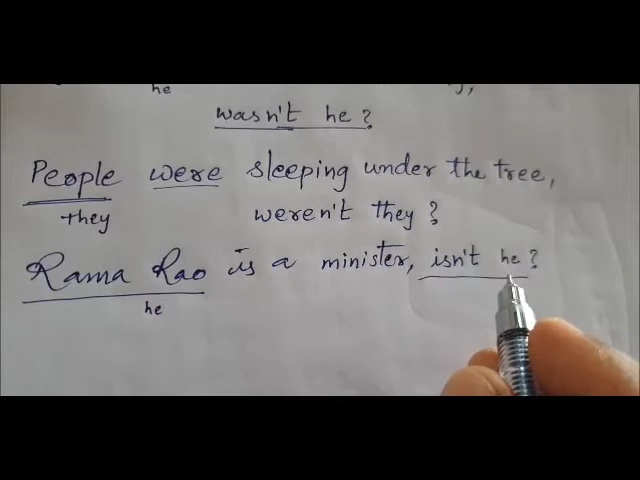 he
wasn't he?
People were sleeping under the tree,
they weren't they?
Rama Rao is a minister, isn't he?
he